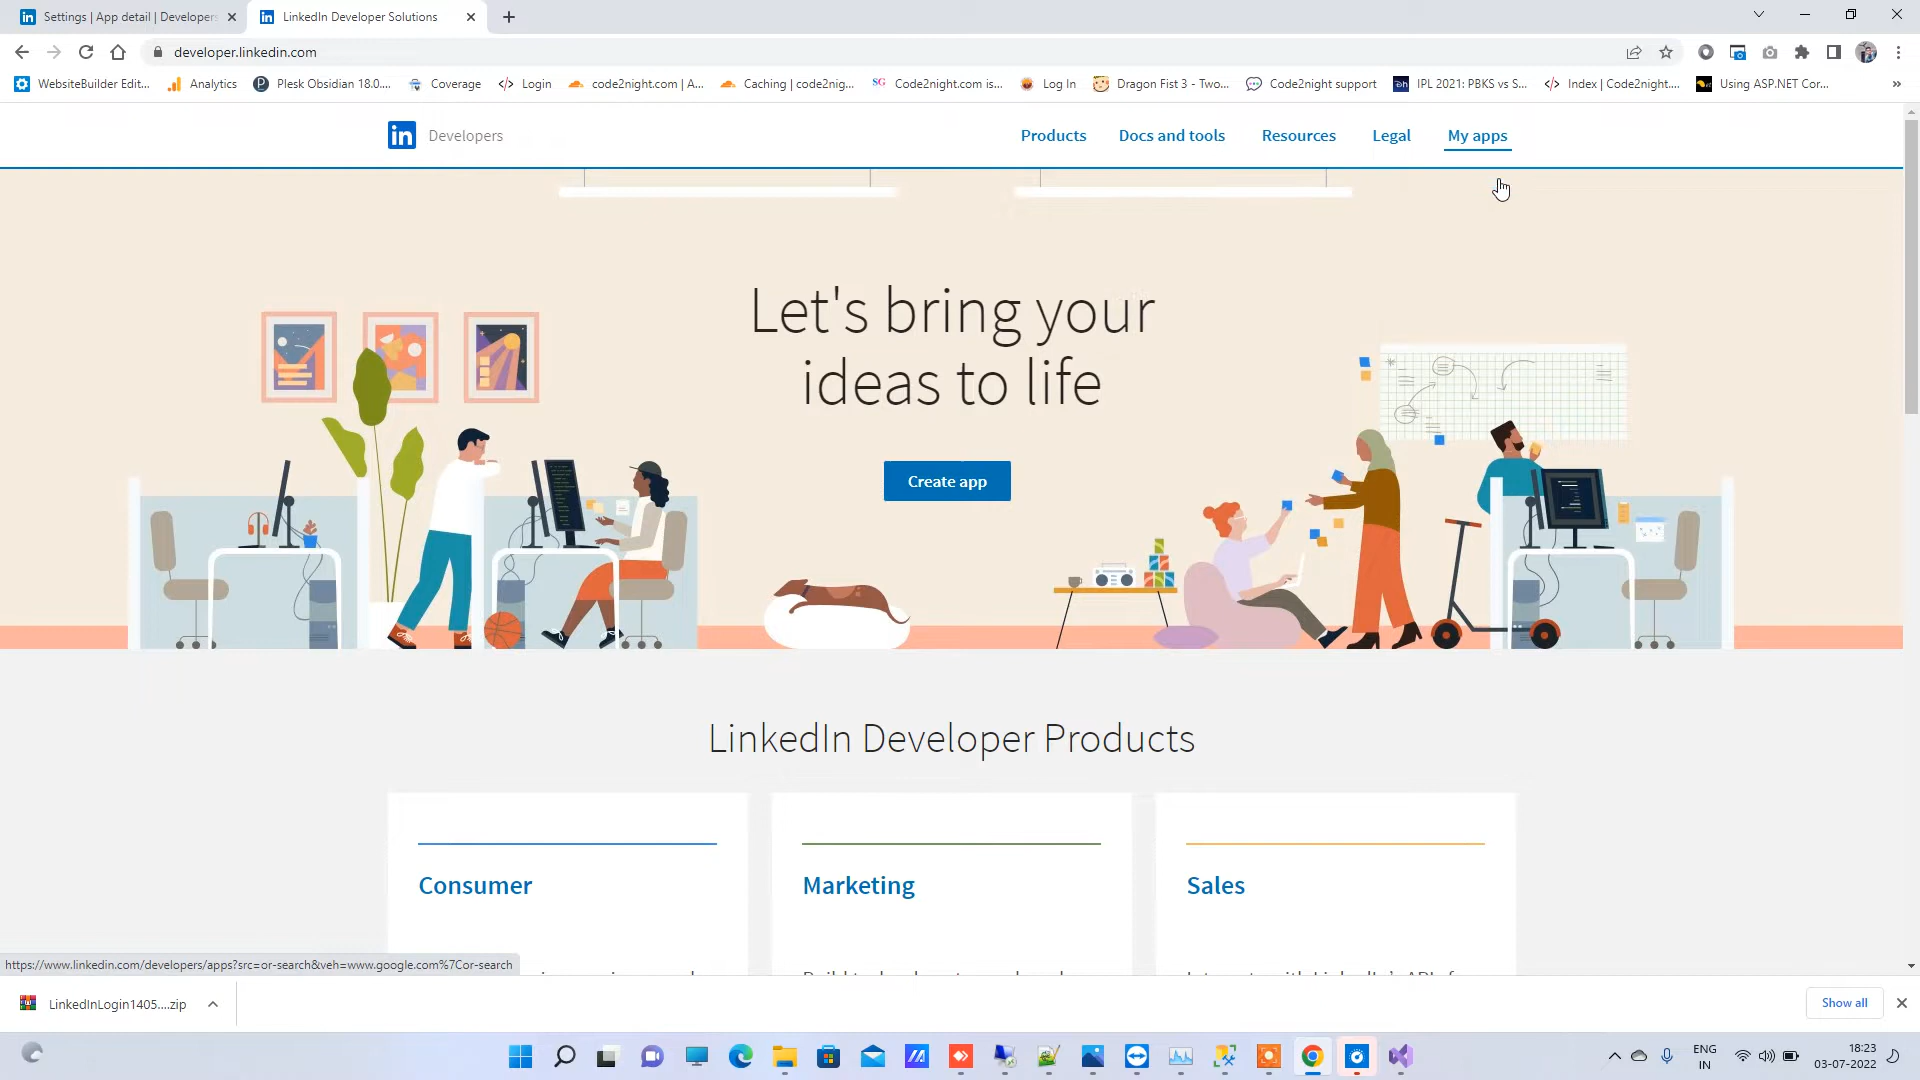 Settings | App detail | Developers
LinkedIn Developer Solutions
developer.linkedin.com
WebsiteBuilder Edit...
Analytics
Plesk Obsidian 18.0....
Coverage
Login
code2night.com | A...
Caching | code2nig...
SG
Code2night.com is...
Log In
Dragon Fist 3 - Two...
Code2night support
IPL 2021: PBKS vs S...
Index | Code2night....
Using ASP.NET Cor...
in
Developers
Products
Docs and tools
Resources
Legal
My apps
Let's bring your
ideas to life
Create app
LinkedIn Developer Products
Consumer
Marketing
Sales
https://www.linkedin.com/developers/apps?src=or-search&veh=www.google.com%7Cor-search
LinkedInLogin1405....zip
Show all
ENG
IN
18:23
03-07-2022